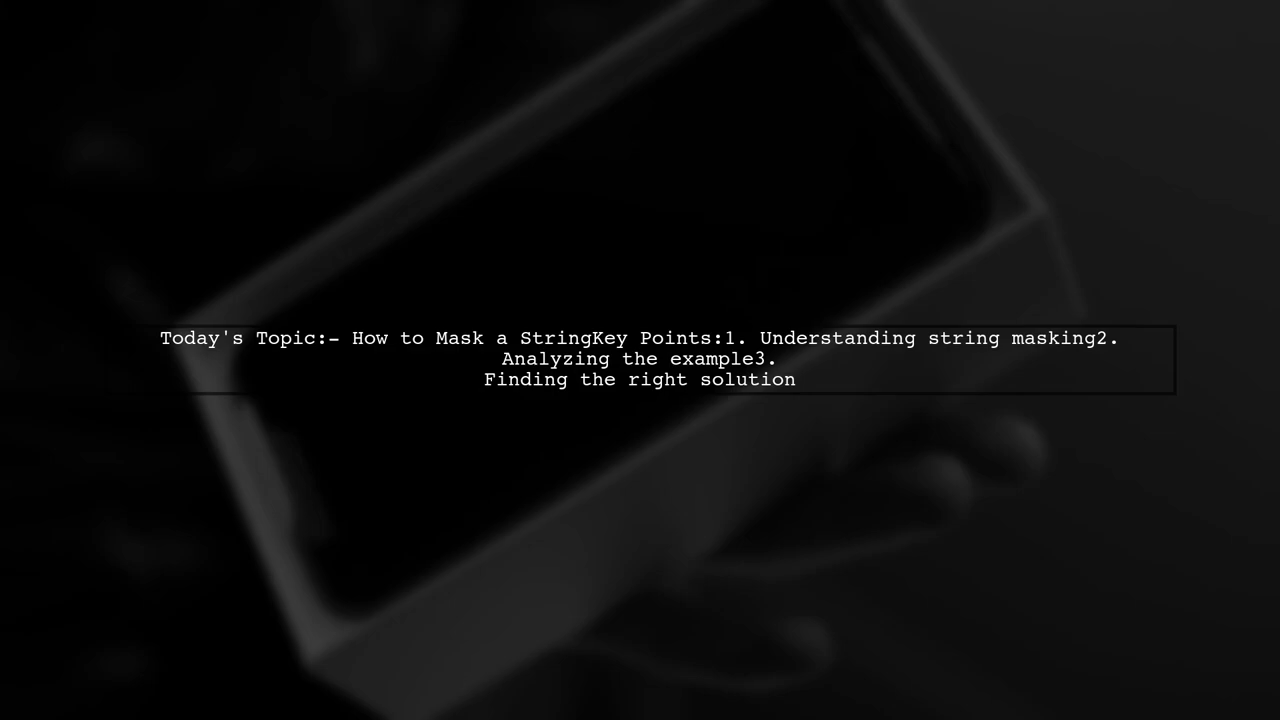 Today's Topic:- How to Mask a StringKey Points:1. Understanding string masking2.
Analyzing the example3.
Finding the right solution